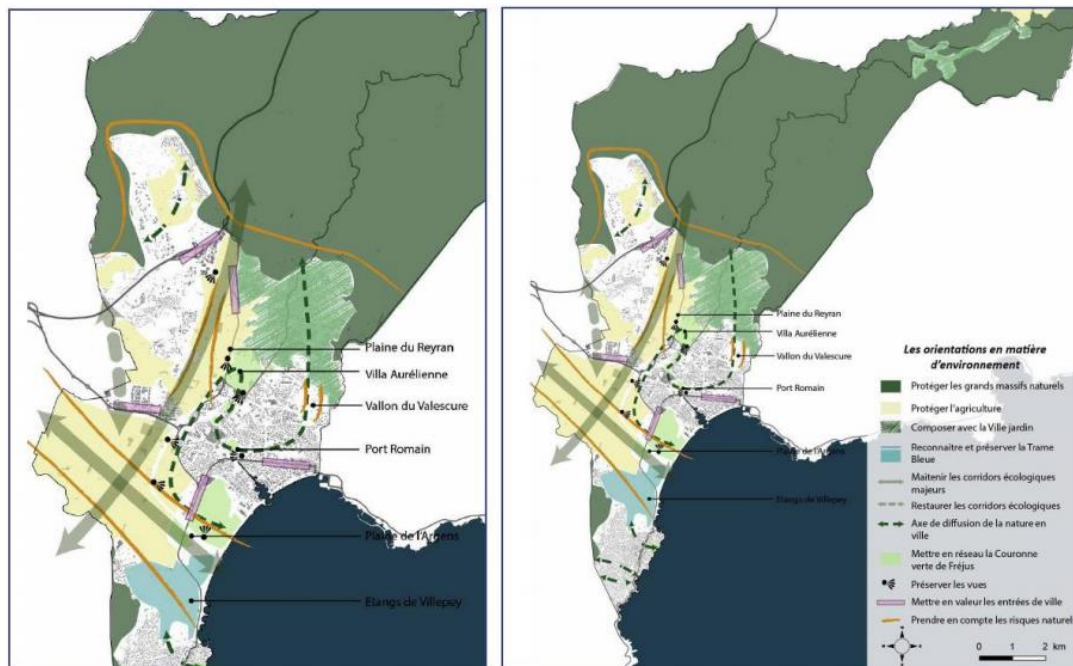 Plaine du Reyran
Villa Aurélienne
Vallon du Valescure
Port Romain
Plaine de l'Argens
Etangs de Villepey
Plaine du Reyran
Villa Aurélienne
Vallon du Valescure
Port Romain
Plaine de l'Argens
Etangs de Villepey
Les orientations en matière
d'environnement
Protéger les grands massifs naturels
Protéger l'agriculture
Composer avec la Ville jardin
Reconnaitre et préserver la Trame
Bleue
Maitenir les corridors écologiques
majeurs
Restaurer les corridors écologiques
Axe de diffusion de la nature en
ville
Mettre en réseau la Couronne
verte de Fréjus
Préserver les vues
Mettre en valeur les entrées de ville
Prendre en compte les risques naturel
0 1 2 km